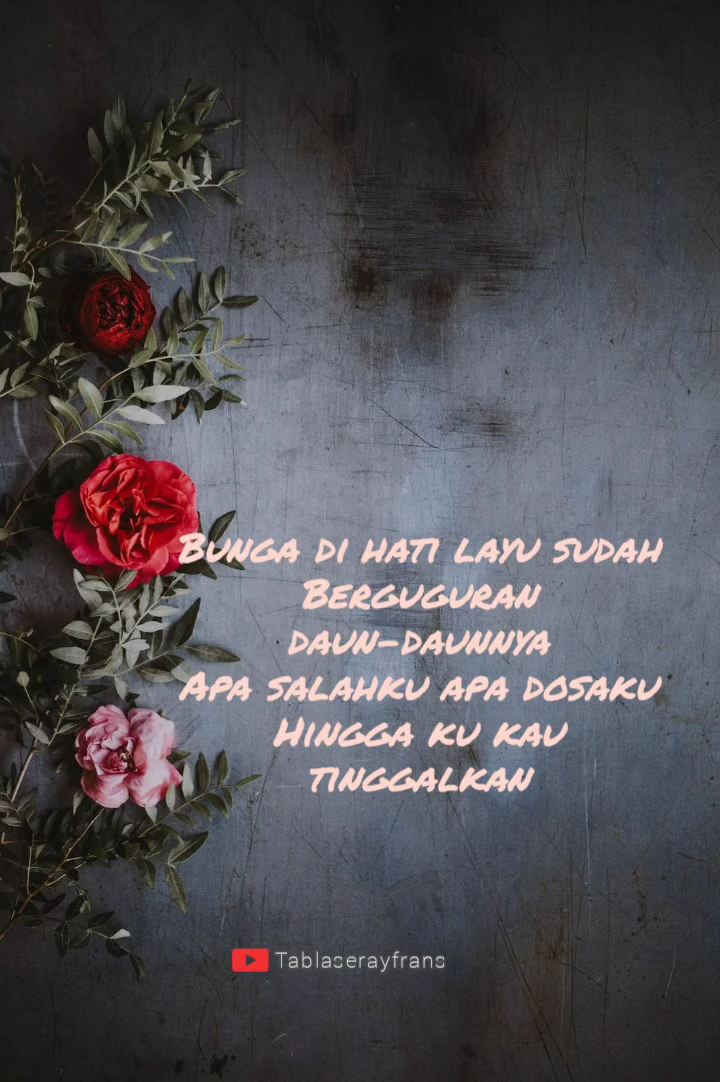 Bunga di hati layu sudah
Berguguran
daun-daunnya
Apa salahku apa dosaku
Hingga ku kau
tinggalkan
Tablaserayfrans